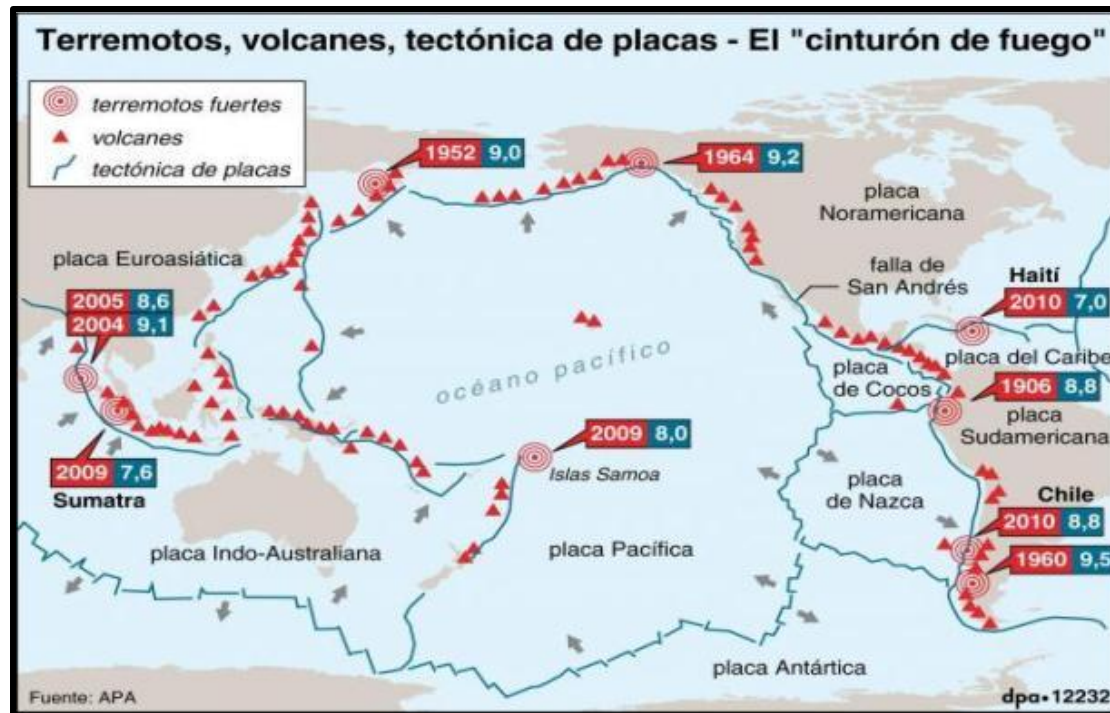 Terremotos, volcanes, tectónica de placas - El "cinturón de fuego"
terremotos fuertes
volcanes
tectónica de placas
1952 9,0
1964 9,2
placa
Noramericana
placa Euroasiática
falla de
San Andrés
Haití
2010 7,0
2005 8,6
2004 9,1
océano pacífico
placa
de Cocos
placa del Caribe
1906 8,8
placa
Sudamericana
2009 7,6
Sumatra
2009 8,0
Islas Samoa
placa
de Nazca
Chile
2010 8,8
1960 9,5
placa Indo-Australiana
placa Pacífica
placa Antártica
Fuente: APA
dpa•12232